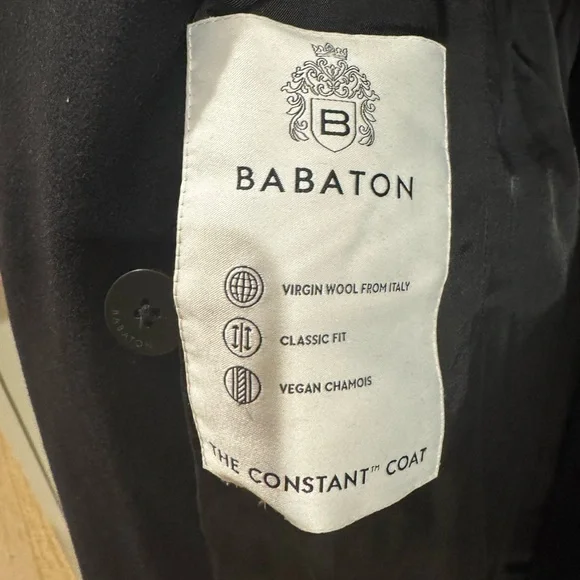 B
BABATON
VIRGIN WOOL FROM ITALY
CLASSIC FIT
VEGAN CHAMOIS
THE CONSTANT™ COAT
BABATON